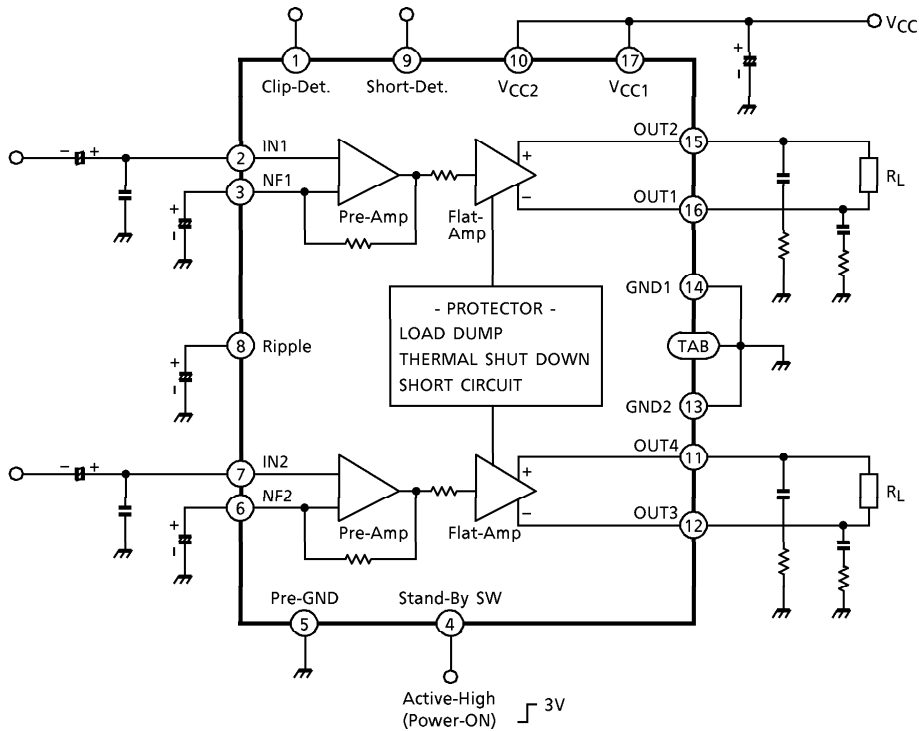 VCC
1
9
10
17
Clip-Det.
Short-Det.
VCC2
VCC1
OUT2
15
- +
2
IN1
+
RL
3
NF1
Pre-Amp
Flat-
Amp
-
OUT1
16
+
-
GND1
14
- PROTECTOR -
LOAD DUMP
THERMAL SHUT DOWN
SHORT CIRCUIT
8
Ripple
TAB
+
-
GND2
13
OUT4
11
- +
7
IN2
+
RL
6
NF2
Pre-Amp
Flat-Amp
-
OUT3
12
+
-
Pre-GND
Stand-By SW
5
4
Active-High
(Power-ON)
3V
+
-